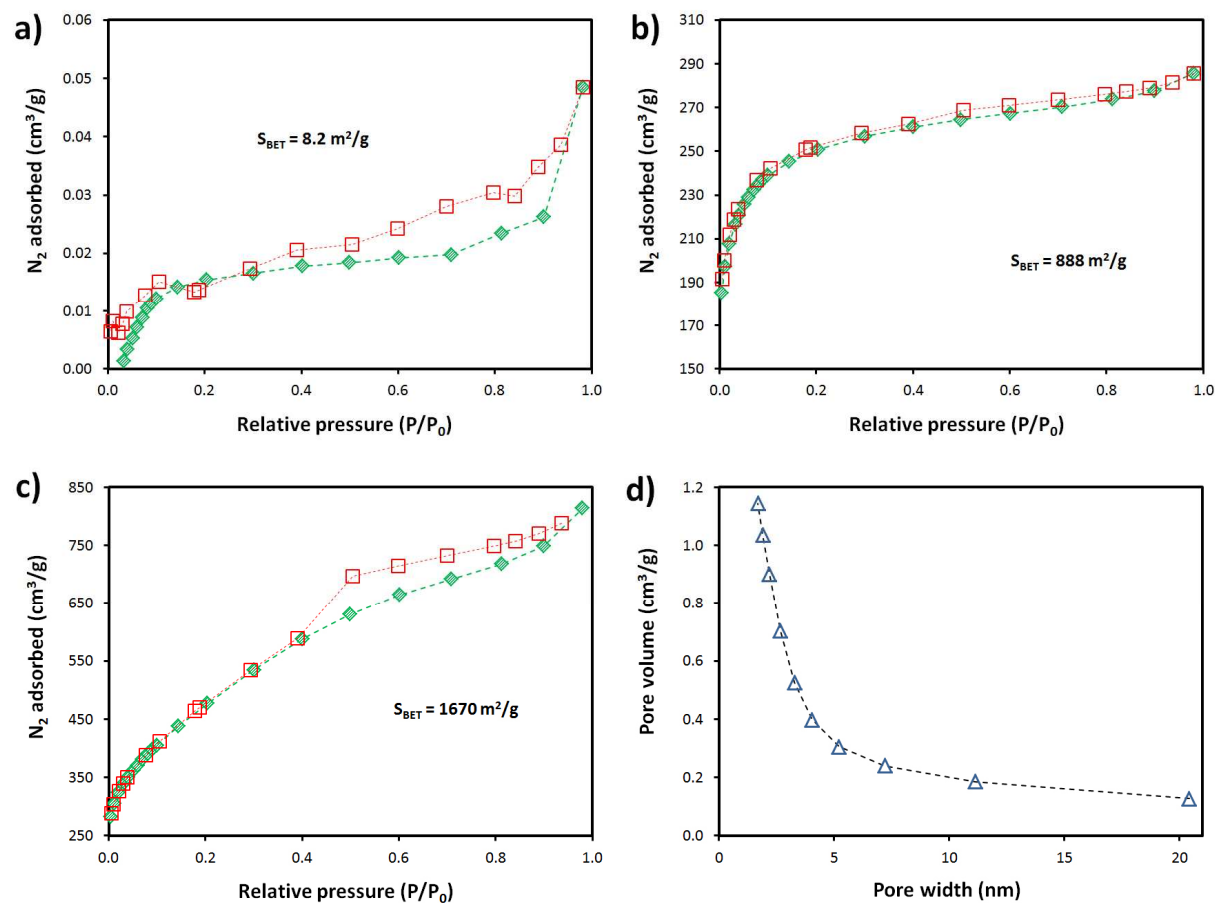 a)
N₂ adsorbed (cm³/g)
0.06
0.05
0.04
0.03
0.02
0.01
0.00
S_BET = 8.2 m²/g
0.0 0.2 0.4 0.6 0.8 1.0
Relative pressure (P/P₀)
b)
N₂ adsorbed (cm³/g)
310
290
270
250
230
210
190
170
150
S_BET = 888 m²/g
0.0 0.2 0.4 0.6 0.8 1.0
Relative pressure (P/P₀)
c)
N₂ adsorbed (cm³/g)
850
750
650
550
450
350
250
S_BET = 1670 m²/g
0.0 0.2 0.4 0.6 0.8 1.0
Relative pressure (P/P₀)
d)
Pore volume (cm³/g)
1.2
1.0
0.8
0.6
0.4
0.2
0.0
0 5 10 15 20
Pore width (nm)